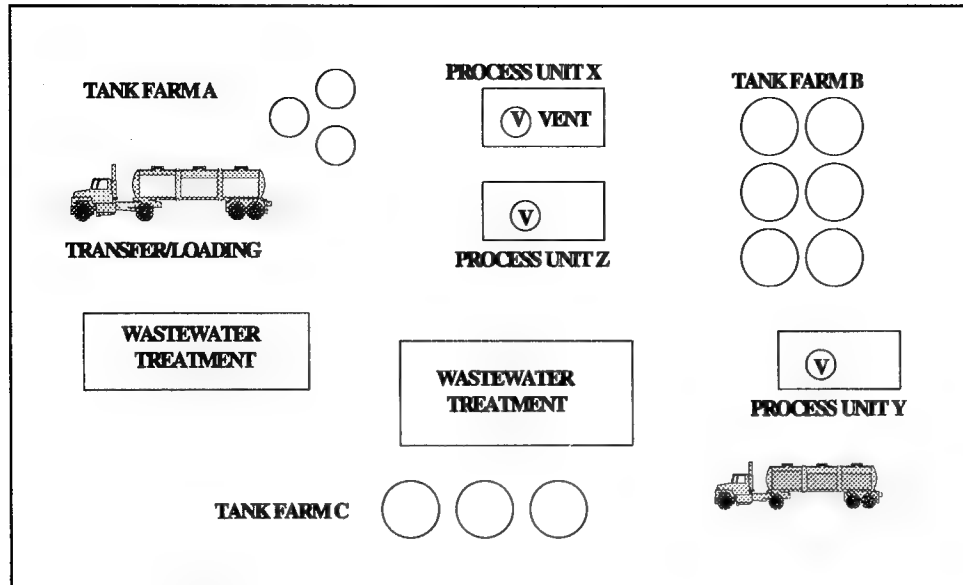 TANK FARM A
PROCESS UNIT X
V VENT
TANK FARM B
TRANSFER/LOADING
V
PROCESS UNIT Z
WASTEWATER
TREATMENT
WASTEWATER
TREATMENT
V
PROCESS UNIT Y
TANK FARM C